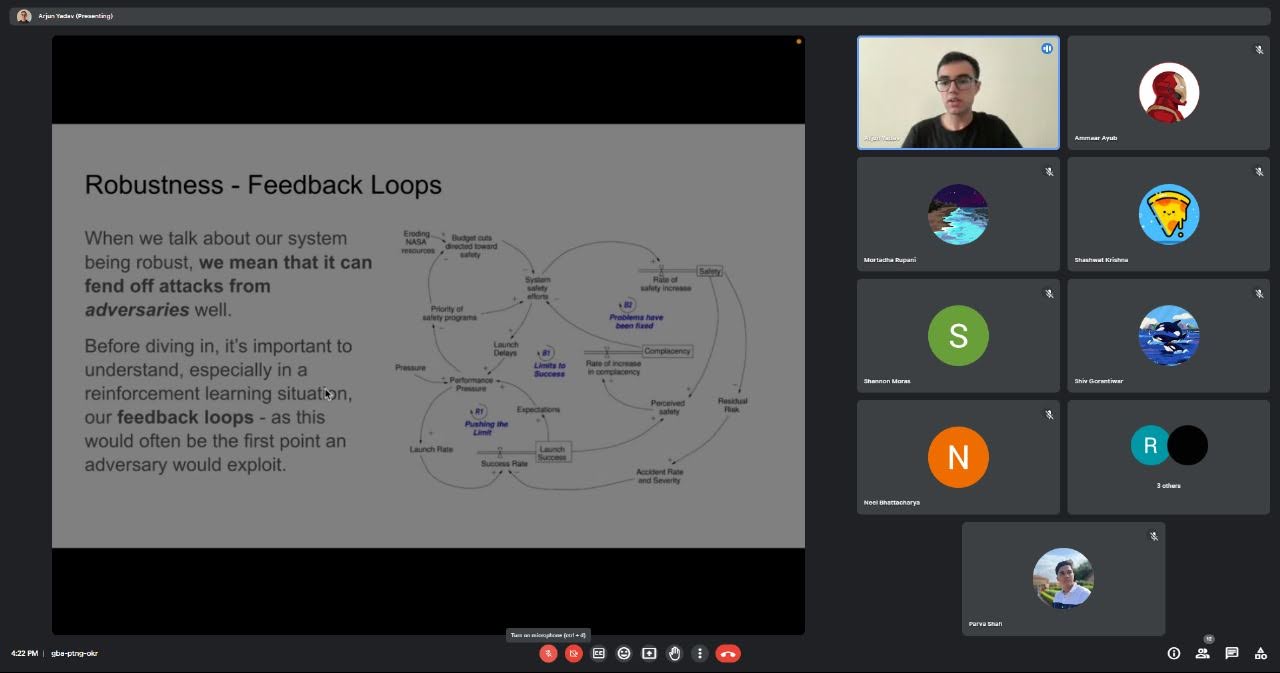 Arjun Yadav (Presenting)
Robustness - Feedback Loops
When we talk about our system
being robust, we mean that it can
fend off attacks from
adversaries well.
Before diving in, it's important to
understand, especially in a
reinforcement learning situation,
our feedback loops - as this
would often be the first point an
adversary would exploit.
Eroding
NASA
resources
Budget cuts
directed toward
safety
System
safety
efforts
Rate of
safety increase
Safety
B2
Problems have
been fixed
Priority of
safety programs
Launch
Delays
B1
Limits to
Success
Complacency
Rate of increase
in complacency
Pressure
Performance
Pressure
Perceived
safety
Residual
Risk
R1
Pushing the
Limit
Expectations
Launch Rate
Success Rate
Launch
Success
Accident Rate
and Severity
Arjun Yadav
Ammaar Ayub
Mortadha Rupani
Shashwat Krishna
S
Shannon Moras
Shiv Gorantiwar
N
Neel Bhattacharya
R
3 others
Parva Shah
Turn on microphone (ctrl + d)
4:22 PM | gba-ptng-okr